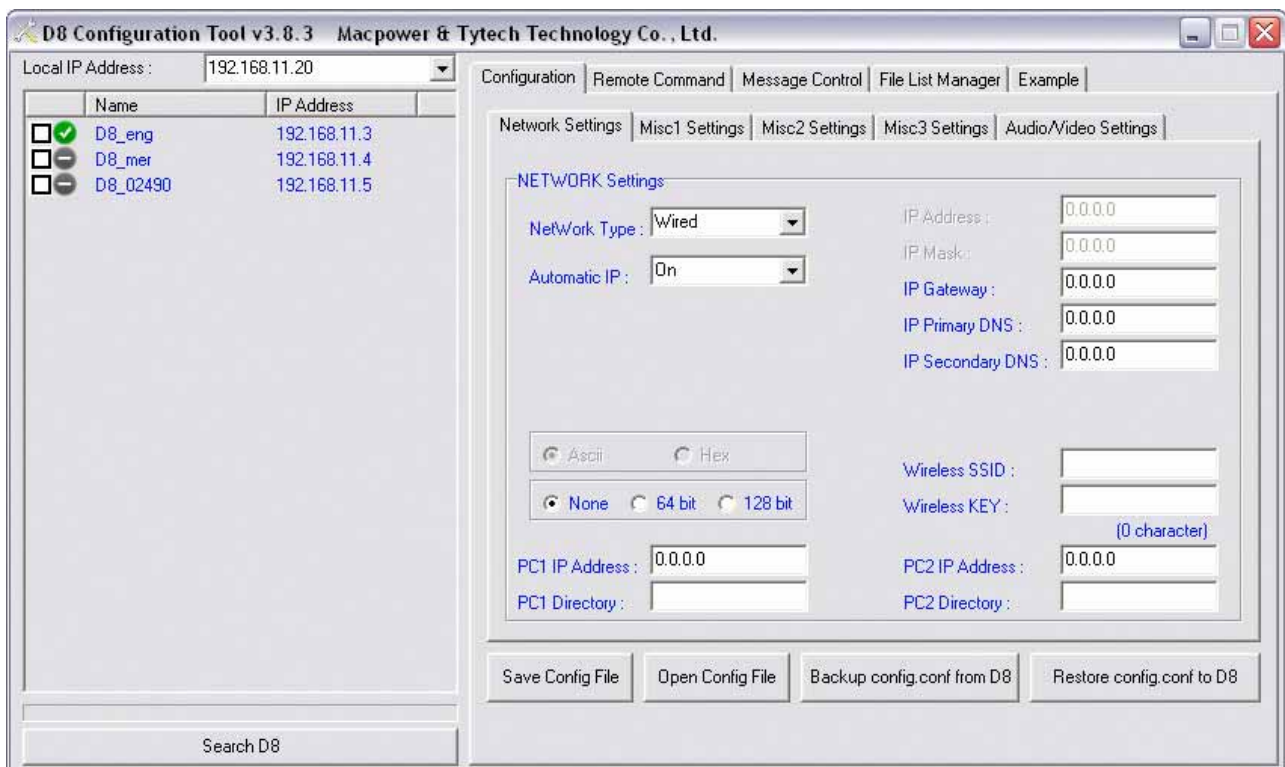 D8 Configuration Tool v3.8.3 Macpower & Tytech Technology Co., Ltd.
Local IP Address : 192.168.11.20
Name IP Address
D8_eng 192.168.11.3
D8_mer 192.168.11.4
D8_02490 192.168.11.5
Search D8
Configuration Remote Command Message Control File List Manager Example
Network Settings Misc1 Settings Misc2 Settings Misc3 Settings Audio/Video Settings
NETWORK Settings
NetWork Type : Wired
Automatic IP : On
IP Address : 0.0.0.0
IP Mask : 0.0.0.0
IP Gateway : 0.0.0.0
IP Primary DNS : 0.0.0.0
IP Secondary DNS : 0.0.0.0
Ascii Hex
None 64 bit 128 bit
Wireless SSID :
Wireless KEY :
(0 character)
PC1 IP Address : 0.0.0.0
PC1 Directory :
PC2 IP Address : 0.0.0.0
PC2 Directory :
Save Config File Open Config File Backup config.conf from D8 Restore config.conf to D8